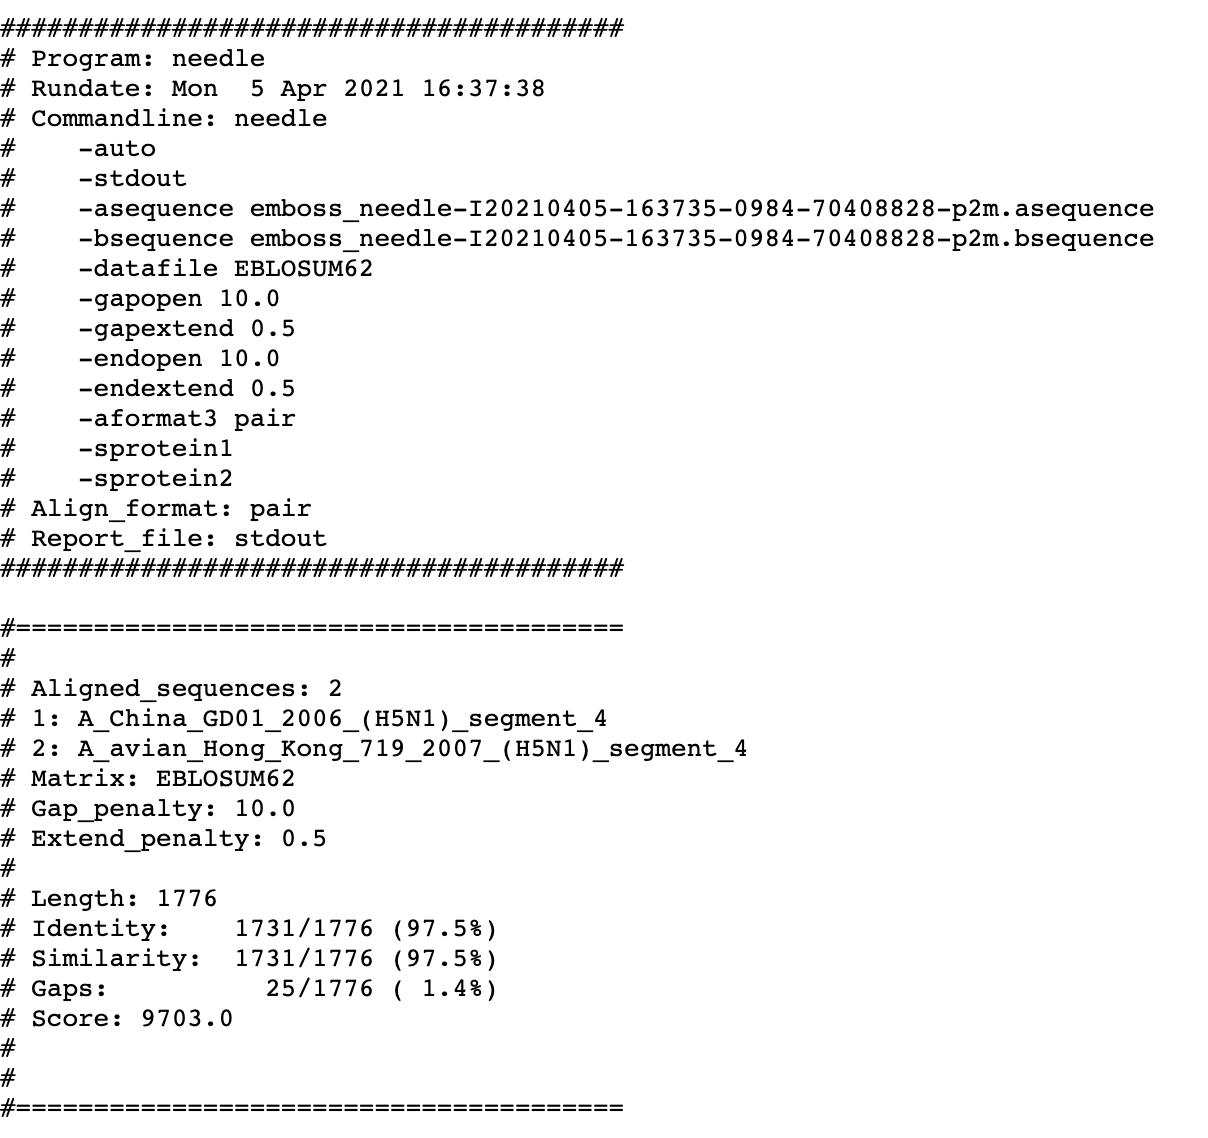 ########################################
# Program: needle
# Rundate: Mon  5 Apr 2021 16:37:38
# Commandline: needle
#    -auto
#    -stdout
#    -asequence emboss_needle-I20210405-163735-0984-70408828-p2m.asequence
#    -bsequence emboss_needle-I20210405-163735-0984-70408828-p2m.bsequence
#    -datafile EBLOSUM62
#    -gapopen 10.0
#    -gapextend 0.5
#    -endopen 10.0
#    -endextend 0.5
#    -aformat3 pair
#    -sprotein1
#    -sprotein2
# Align_format: pair
# Report_file: stdout
########################################

#=======================================
#
# Aligned_sequences: 2
# 1: A_China_GD01_2006_(H5N1)_segment_4
# 2: A_avian_Hong_Kong_719_2007_(H5N1)_segment_4
# Matrix: EBLOSUM62
# Gap_penalty: 10.0
# Extend_penalty: 0.5
#
# Length: 1776
# Identity:    1731/1776 (97.5%)
# Similarity:  1731/1776 (97.5%)
# Gaps:          25/1776 ( 1.4%)
# Score: 9703.0
#
#
#=======================================